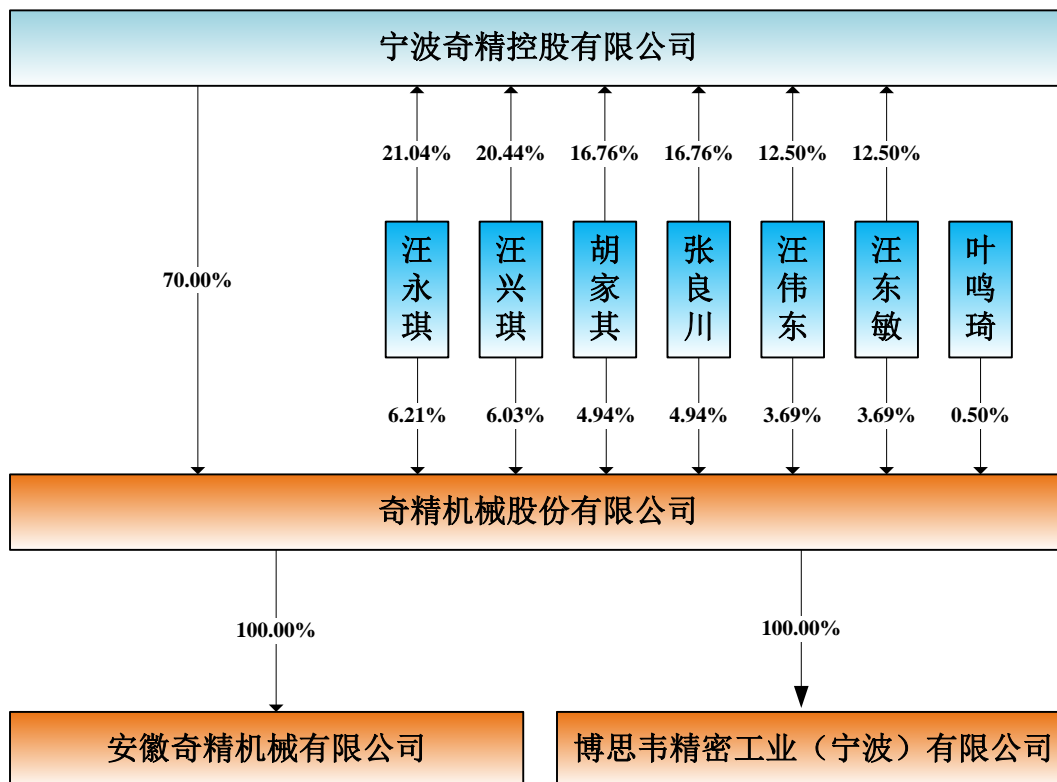 宁波奇精控股有限公司
21.04% 20.44% 16.76% 16.76% 12.50% 12.50%
汪永琪
汪兴琪
胡家其
张良川
汪伟东
汪东敏
叶鸣琦
70.00%
6.21% 6.03% 4.94% 4.94% 3.69% 3.69% 0.50%
奇精机械股份有限公司
100.00% 100.00%
安徽奇精机械有限公司
博思韦精密工业（宁波）有限公司